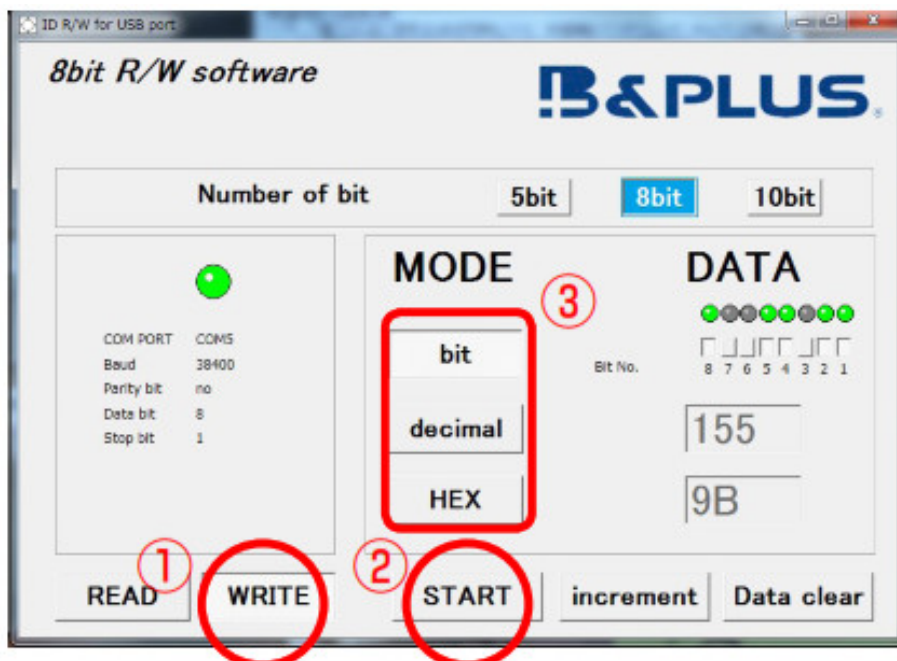 ID R/W for USB port
8bit R/W software
B&PLUS®
Number of bit 5bit 8bit 10bit
COM PORT COM5
Baud 38400
Parity bit no
Data bit 8
Stop bit 1
MODE
③
bit
decimal
HEX
DATA
Bit No. 8 7 6 5 4 3 2 1
155
9B
① ②
READ WRITE START increment Data clear